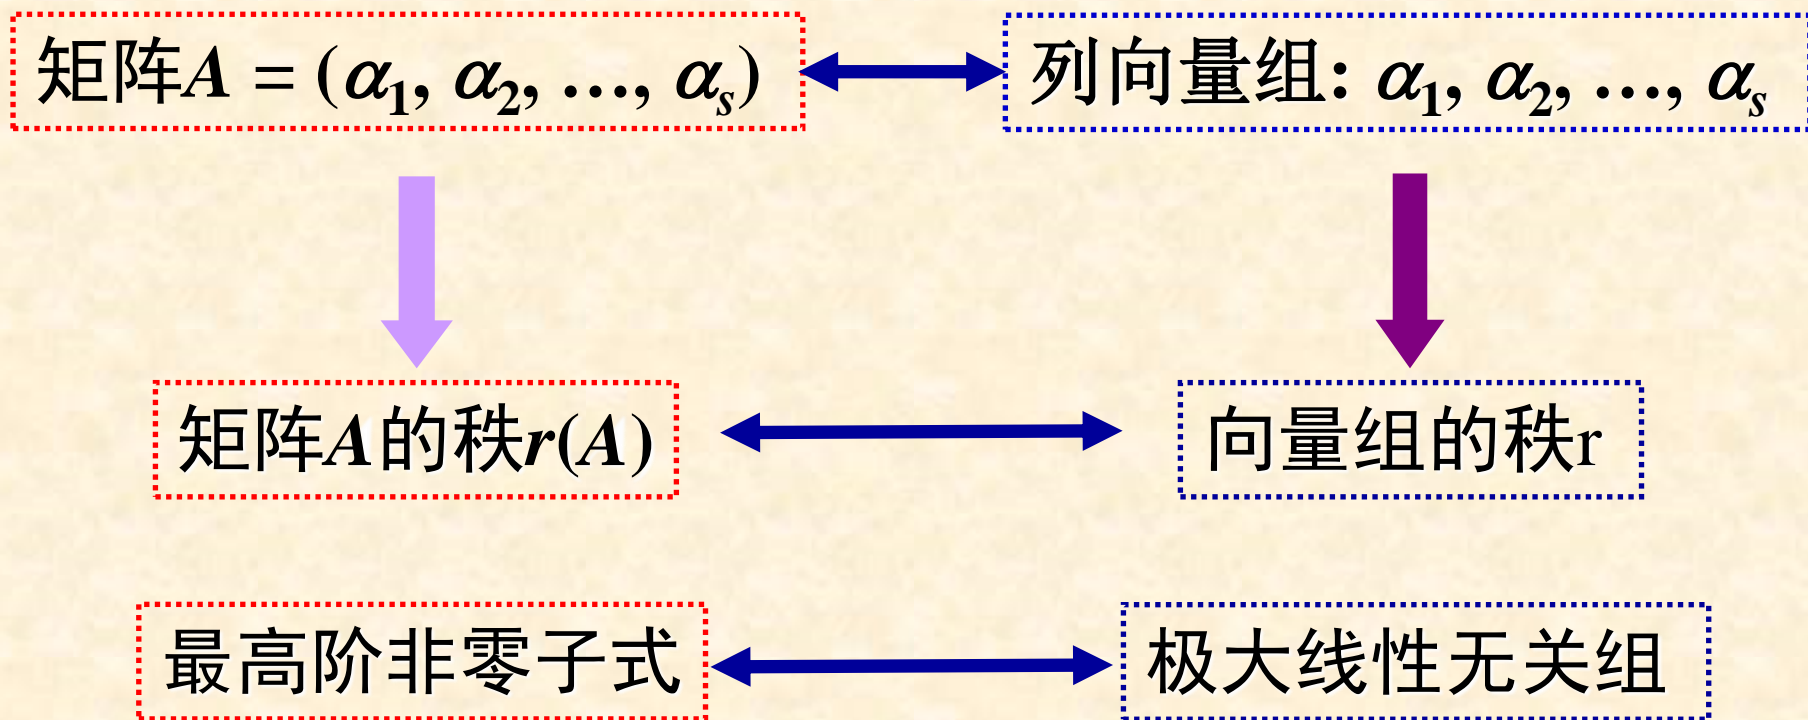 矩阵A = (α₁, α₂, …, αₛ)
列向量组: α₁, α₂, …, αₛ
矩阵A的秩r(A)
向量组的秩r
最高阶非零子式
极大线性无关组